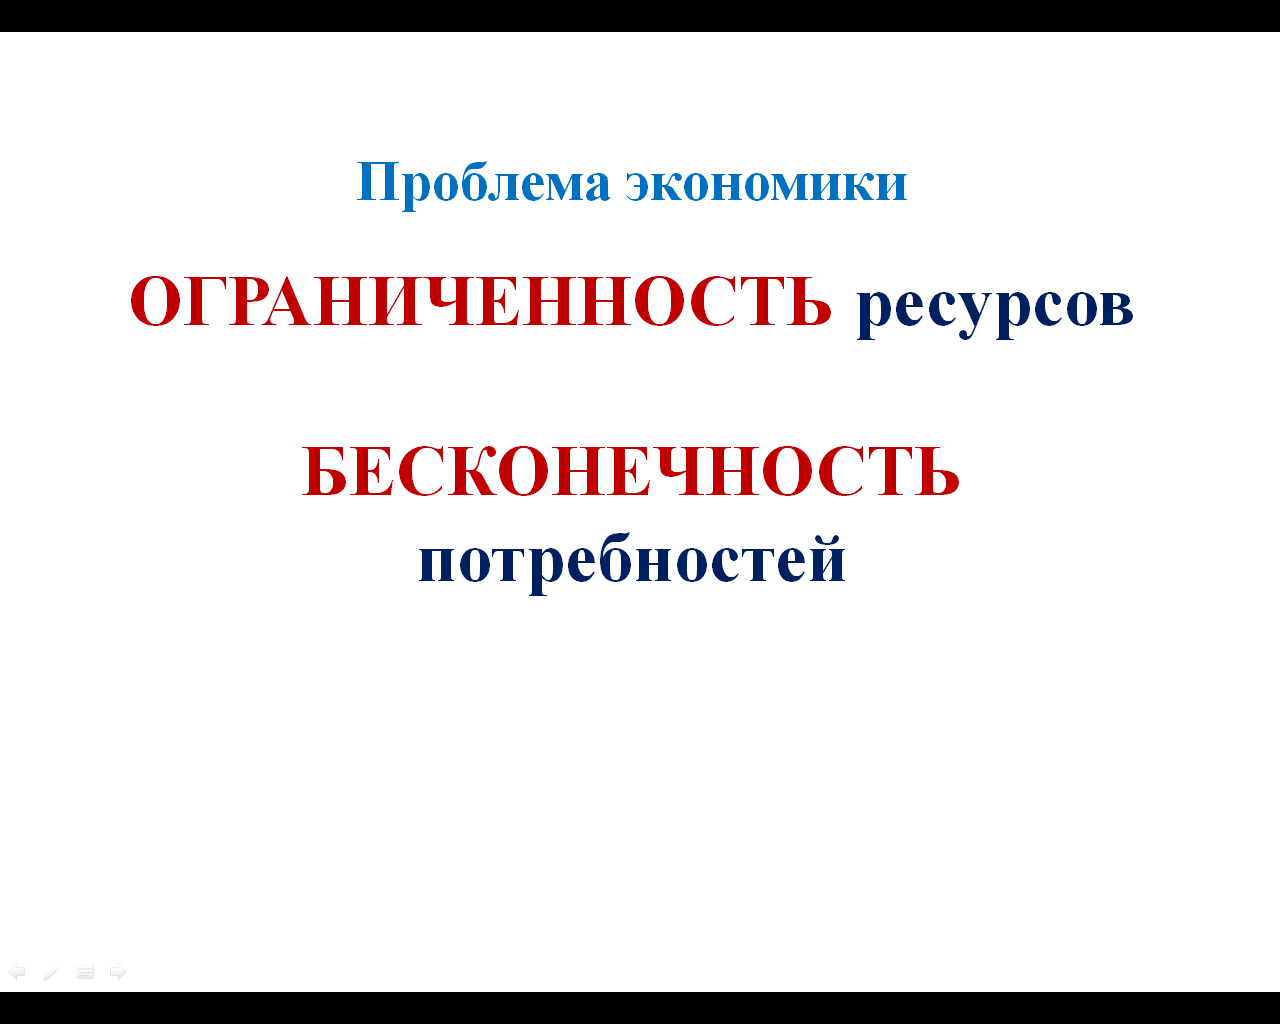 Проблема экономики
ОГРАНИЧЕННОСТЬ ресурсов
БЕСКОНЕЧНОСТЬ
потребностей